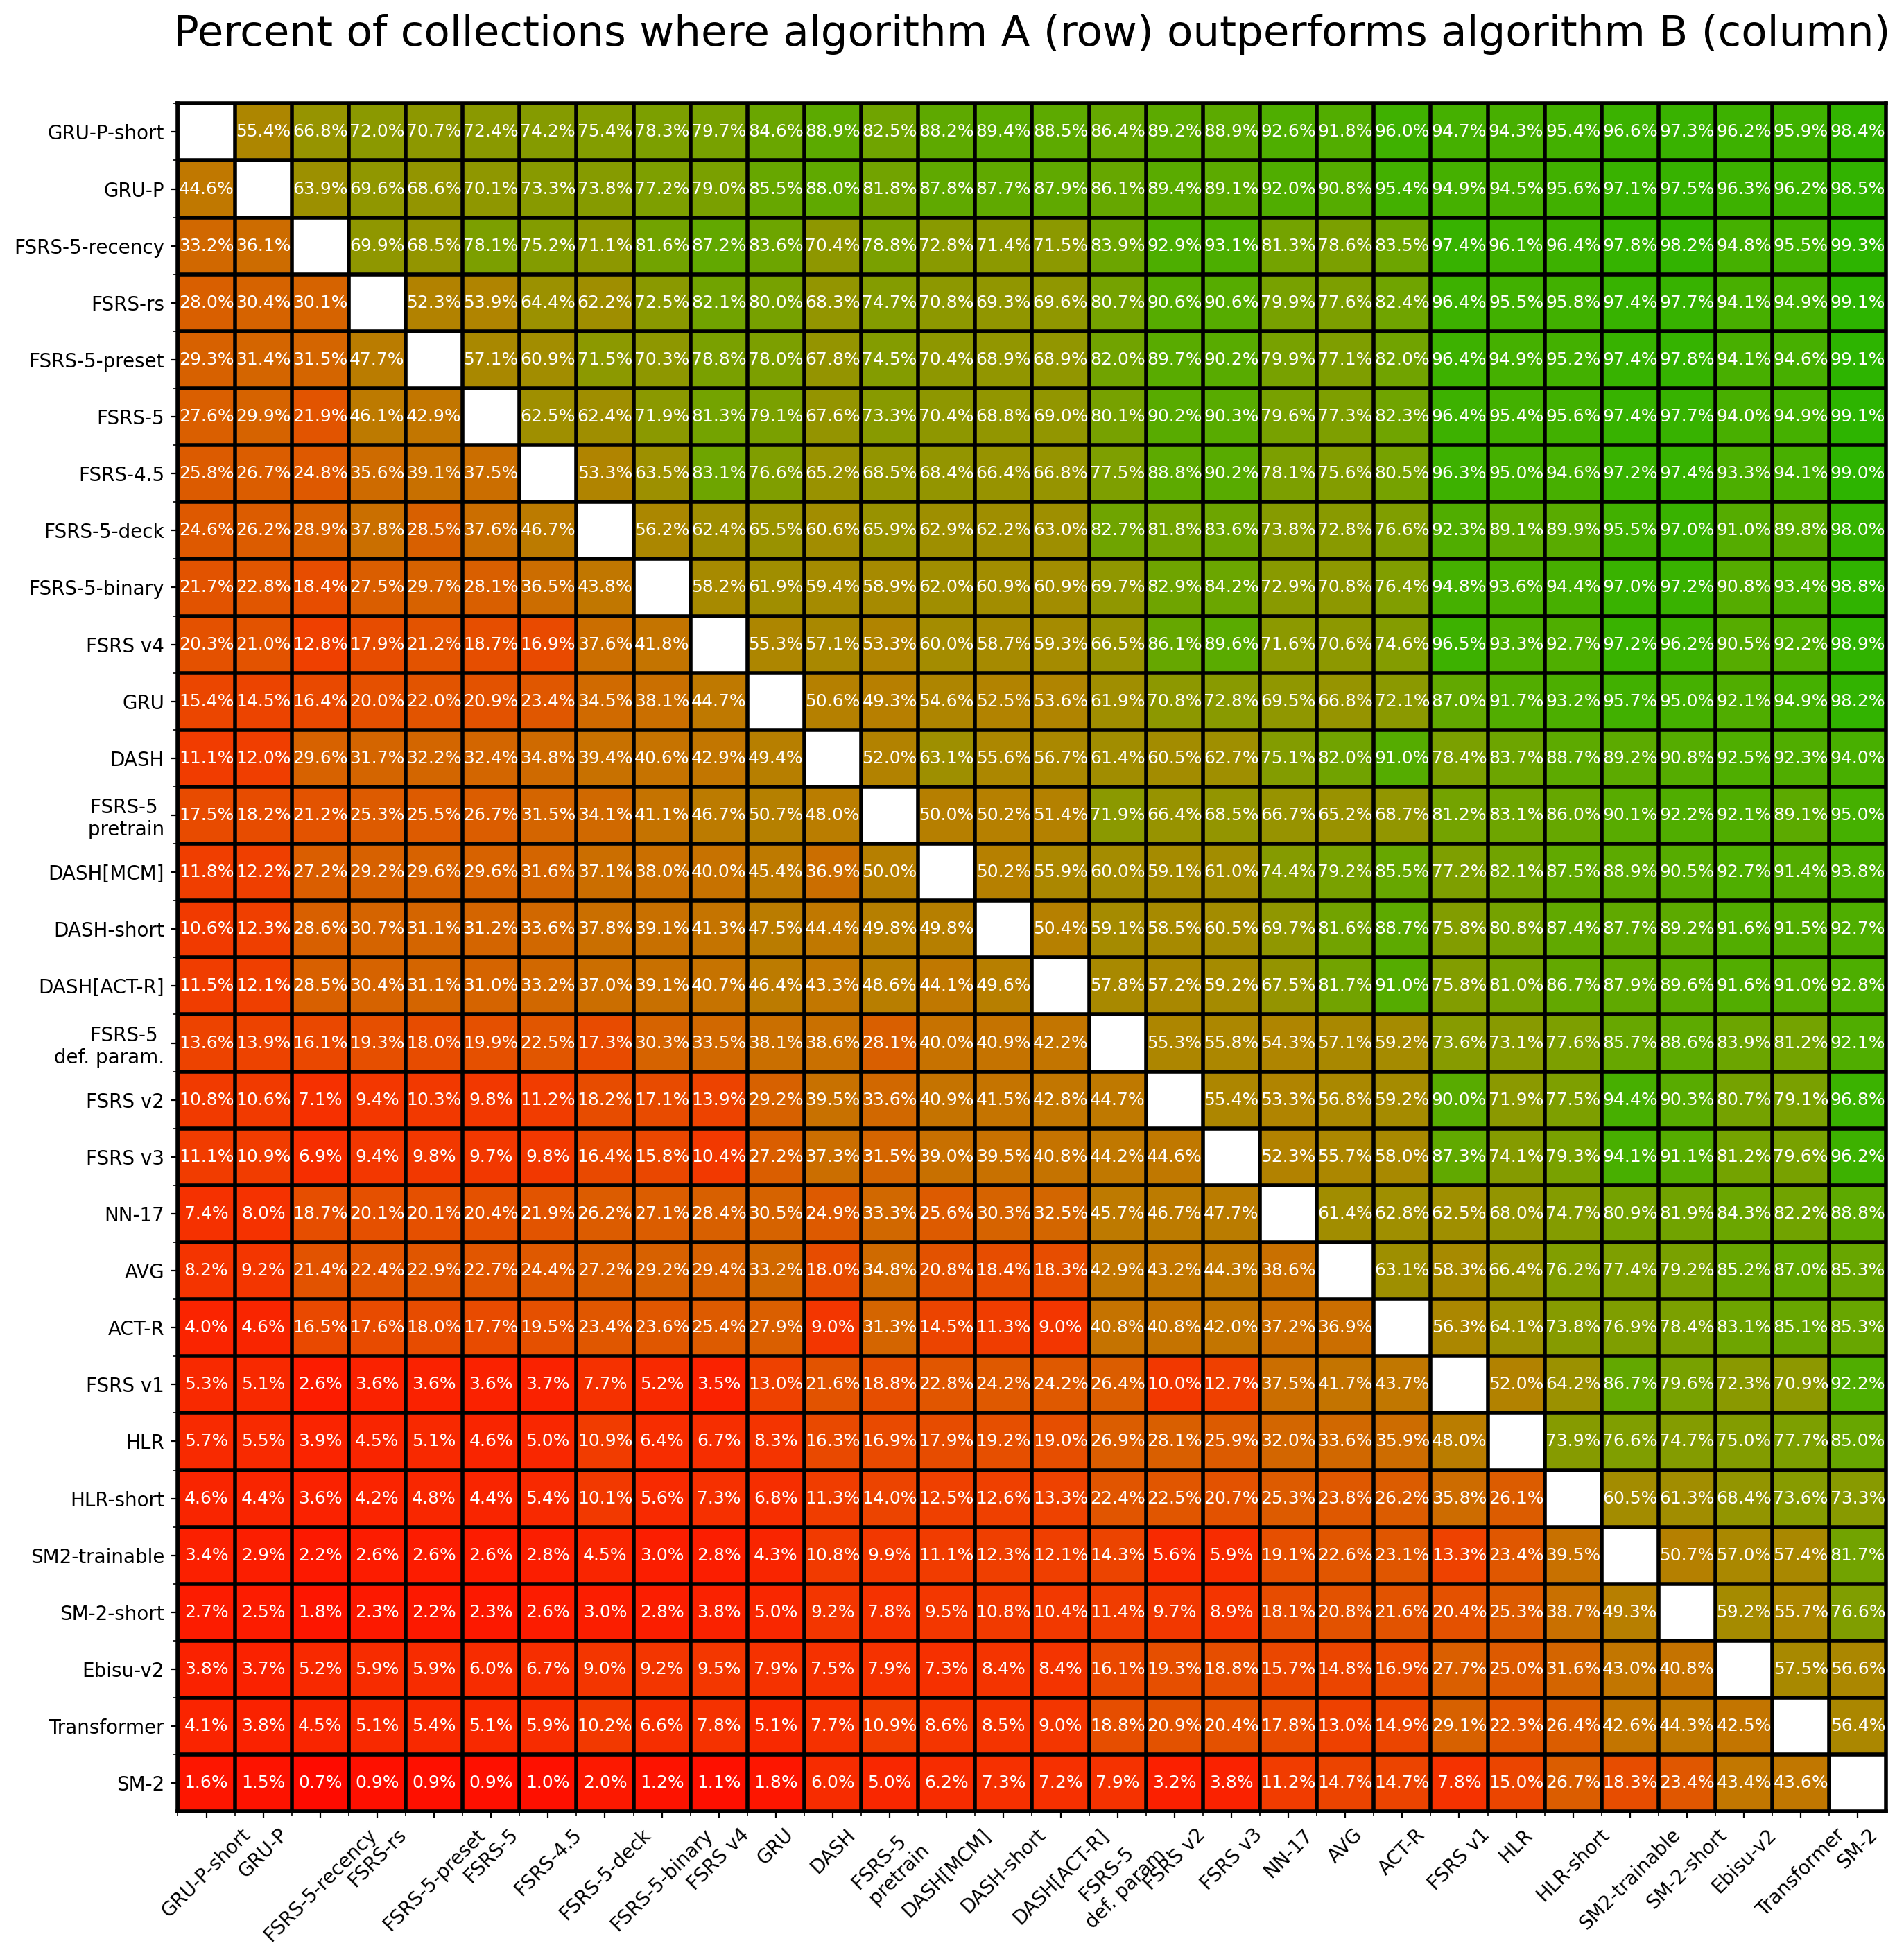 Percent of collections where algorithm A (row) outperforms algorithm B (column)
GRU-P-short 55.4% 66.8% 72.0% 70.7% 72.4% 74.2% 75.4% 78.3% 79.7% 84.6% 88.9% 82.5% 88.2% 89.4% 88.5% 86.4% 89.2% 88.9% 92.6% 91.8% 96.0% 94.7% 94.3% 95.4% 96.6% 97.3% 96.2% 95.9% 98.4%
GRU-P 44.6% 63.9% 69.6% 68.6% 70.1% 73.3% 73.8% 77.2% 79.0% 85.5% 88.0% 81.8% 87.8% 87.7% 87.9% 86.1% 89.4% 89.1% 92.0% 90.8% 95.4% 94.9% 94.5% 95.6% 97.1% 97.5% 96.3% 96.2% 98.5%
FSRS-5-recency 33.2% 36.1% 69.9% 68.5% 78.1% 75.2% 71.1% 81.6% 87.2% 83.6% 70.4% 78.8% 72.8% 71.4% 71.5% 83.9% 92.9% 93.1% 81.3% 78.6% 83.5% 97.4% 96.1% 96.4% 97.8% 98.2% 94.8% 95.5% 99.3%
FSRS-rs 28.0% 30.4% 30.1% 52.3% 53.9% 64.4% 62.2% 72.5% 82.1% 80.0% 68.3% 74.7% 70.8% 69.3% 69.6% 80.7% 90.6% 90.6% 79.9% 77.6% 82.4% 96.4% 95.5% 95.8% 97.4% 97.7% 94.1% 94.9% 99.1%
FSRS-5-preset 29.3% 31.4% 31.5% 47.7% 57.1% 60.9% 71.5% 70.3% 78.8% 78.0% 67.8% 74.5% 70.4% 68.9% 68.9% 82.0% 89.7% 90.2% 79.9% 77.1% 82.0% 96.4% 94.9% 95.2% 97.4% 97.8% 94.1% 94.6% 99.1%
FSRS-5 27.6% 29.9% 21.9% 46.1% 42.9% 62.5% 62.4% 71.9% 81.3% 79.1% 67.6% 73.3% 70.4% 68.8% 69.0% 80.1% 90.2% 90.3% 79.6% 77.3% 82.3% 96.4% 95.4% 95.6% 97.4% 97.7% 94.0% 94.9% 99.1%
FSRS-4.5 25.8% 26.7% 24.8% 35.6% 39.1% 37.5% 53.3% 63.5% 83.1% 76.6% 65.2% 68.5% 68.4% 66.4% 66.8% 77.5% 88.8% 90.2% 78.1% 75.6% 80.5% 96.3% 95.0% 94.6% 97.2% 97.4% 93.3% 94.1% 99.0%
FSRS-5-deck 24.6% 26.2% 28.9% 37.8% 28.5% 37.6% 46.7% 56.2% 62.4% 65.5% 60.6% 65.9% 62.9% 62.2% 63.0% 82.7% 81.8% 83.6% 73.8% 72.8% 76.6% 92.3% 89.1% 89.9% 95.5% 97.0% 91.0% 89.8% 98.0%
FSRS-5-binary 21.7% 22.8% 18.4% 27.5% 29.7% 28.1% 36.5% 43.8% 58.2% 61.9% 59.4% 58.9% 62.0% 60.9% 60.9% 69.7% 82.9% 84.2% 72.9% 70.8% 76.4% 94.8% 93.6% 94.4% 97.0% 97.2% 90.8% 93.4% 98.8%
FSRS v4 20.3% 21.0% 12.8% 17.9% 21.2% 18.7% 16.9% 37.6% 41.8% 55.3% 57.1% 53.3% 60.0% 58.7% 59.3% 66.5% 86.1% 89.6% 71.6% 70.6% 74.6% 96.5% 93.3% 92.7% 97.2% 96.2% 90.5% 92.2% 98.9%
GRU 15.4% 14.5% 16.4% 20.0% 22.0% 20.9% 23.4% 34.5% 38.1% 44.7% 50.6% 49.3% 54.6% 52.5% 53.6% 61.9% 70.8% 72.8% 69.5% 66.8% 72.1% 87.0% 91.7% 93.2% 95.7% 95.0% 92.1% 94.9% 98.2%
DASH 11.1% 12.0% 29.6% 31.7% 32.2% 32.4% 34.8% 39.4% 40.6% 42.9% 49.4% 52.0% 63.1% 55.6% 56.7% 61.4% 60.5% 62.7% 75.1% 82.0% 91.0% 78.4% 83.7% 88.7% 89.2% 90.8% 92.5% 92.3% 94.0%
FSRS-5
pretrain 17.5% 18.2% 21.2% 25.3% 25.5% 26.7% 31.5% 34.1% 41.1% 46.7% 50.7% 48.0% 50.0% 50.2% 51.4% 71.9% 66.4% 68.5% 66.7% 65.2% 68.7% 81.2% 83.1% 86.0% 90.1% 92.2% 92.1% 89.1% 95.0%
DASH[MCM] 11.8% 12.2% 27.2% 29.2% 29.6% 29.6% 31.6% 37.1% 38.0% 40.0% 45.4% 36.9% 50.0% 50.2% 55.9% 60.0% 59.1% 61.0% 74.4% 79.2% 85.5% 77.2% 82.1% 87.5% 88.9% 90.5% 92.7% 91.4% 93.8%
DASH-short 10.6% 12.3% 28.6% 30.7% 31.1% 31.2% 33.6% 37.8% 39.1% 41.3% 47.5% 44.4% 49.8% 49.8% 50.4% 59.1% 58.5% 60.5% 69.7% 81.6% 88.7% 75.8% 80.8% 87.4% 87.7% 89.2% 91.6% 91.5% 92.7%
DASH[ACT-R] 11.5% 12.1% 28.5% 30.4% 31.1% 31.0% 33.2% 37.0% 39.1% 40.7% 46.4% 43.3% 48.6% 44.1% 49.6% 57.8% 57.2% 59.2% 67.5% 81.7% 91.0% 75.8% 81.0% 86.7% 87.9% 89.6% 91.6% 91.0% 92.8%
FSRS-5
def. param. 13.6% 13.9% 16.1% 19.3% 18.0% 19.9% 22.5% 17.3% 30.3% 33.5% 38.1% 38.6% 28.1% 40.0% 40.9% 42.2% 55.3% 55.8% 54.3% 57.1% 59.2% 73.6% 73.1% 77.6% 85.7% 88.6% 83.9% 81.2% 92.1%
FSRS v2 10.8% 10.6% 7.1% 9.4% 10.3% 9.8% 11.2% 18.2% 17.1% 13.9% 29.2% 39.5% 33.6% 40.9% 41.5% 42.8% 44.7% 55.4% 53.3% 56.8% 59.2% 90.0% 71.9% 77.5% 94.4% 90.3% 80.7% 79.1% 96.8%
FSRS v3 11.1% 10.9% 6.9% 9.4% 9.8% 9.7% 9.8% 16.4% 15.8% 10.4% 27.2% 37.3% 31.5% 39.0% 39.5% 40.8% 44.2% 44.6% 52.3% 55.7% 58.0% 87.3% 74.1% 79.3% 94.1% 91.1% 81.2% 79.6% 96.2%
NN-17 7.4% 8.0% 18.7% 20.1% 20.1% 20.4% 21.9% 26.2% 27.1% 28.4% 30.5% 24.9% 33.3% 25.6% 30.3% 32.5% 45.7% 46.7% 47.7% 61.4% 62.8% 62.5% 68.0% 74.7% 80.9% 81.9% 84.3% 82.2% 88.8%
AVG 8.2% 9.2% 21.4% 22.4% 22.9% 22.7% 24.4% 27.2% 29.2% 29.4% 33.2% 18.0% 34.8% 20.8% 18.4% 18.3% 42.9% 43.2% 44.3% 38.6% 63.1% 58.3% 66.4% 76.2% 77.4% 79.2% 85.2% 87.0% 85.3%
ACT-R 4.0% 4.6% 16.5% 17.6% 18.0% 17.7% 19.5% 23.4% 23.6% 25.4% 27.9% 9.0% 31.3% 14.5% 11.3% 9.0% 40.8% 40.8% 42.0% 37.2% 36.9% 56.3% 64.1% 73.8% 76.9% 78.4% 83.1% 85.1% 85.3%
FSRS v1 5.3% 5.1% 2.6% 3.6% 3.6% 3.6% 3.7% 7.7% 5.2% 3.5% 13.0% 21.6% 18.8% 22.8% 24.2% 24.2% 26.4% 10.0% 12.7% 37.5% 41.7% 43.7% 52.0% 64.2% 86.7% 79.6% 72.3% 70.9% 92.2%
HLR 5.7% 5.5% 3.9% 4.5% 5.1% 4.6% 5.0% 10.9% 6.4% 6.7% 8.3% 16.3% 16.9% 17.9% 19.2% 19.0% 26.9% 28.1% 25.9% 32.0% 33.6% 35.9% 48.0% 73.9% 76.6% 74.7% 75.0% 77.7% 85.0%
HLR-short 4.6% 4.4% 3.6% 4.2% 4.8% 4.4% 5.4% 10.1% 5.6% 7.3% 6.8% 11.3% 14.0% 12.5% 12.6% 13.3% 22.4% 22.5% 20.7% 25.3% 23.8% 26.2% 35.8% 26.1% 60.5% 61.3% 68.4% 73.6% 73.3%
SM2-trainable 3.4% 2.9% 2.2% 2.6% 2.6% 2.6% 2.8% 4.5% 3.0% 2.8% 4.3% 10.8% 9.9% 11.1% 12.3% 12.1% 14.3% 5.6% 5.9% 19.1% 22.6% 23.1% 13.3% 23.4% 39.5% 50.7% 57.0% 57.4% 81.7%
SM-2-short 2.7% 2.5% 1.8% 2.3% 2.2% 2.3% 2.6% 3.0% 2.8% 3.8% 5.0% 9.2% 7.8% 9.5% 10.8% 10.4% 11.4% 9.7% 8.9% 18.1% 20.8% 21.6% 20.4% 25.3% 38.7% 49.3% 59.2% 55.7% 76.6%
Ebisu-v2 3.8% 3.7% 5.2% 5.9% 5.9% 6.0% 6.7% 9.0% 9.2% 9.5% 7.9% 7.5% 7.9% 7.3% 8.4% 8.4% 16.1% 19.3% 18.8% 15.7% 14.8% 16.9% 27.7% 25.0% 31.6% 43.0% 40.8% 57.5% 56.6%
Transformer 4.1% 3.8% 4.5% 5.1% 5.4% 5.1% 5.9% 10.2% 6.6% 7.8% 5.1% 7.7% 10.9% 8.6% 8.5% 9.0% 18.8% 20.9% 20.4% 17.8% 13.0% 14.9% 29.1% 22.3% 26.4% 42.6% 44.3% 42.5% 56.4%
SM-2 1.6% 1.5% 0.7% 0.9% 0.9% 0.9% 1.0% 2.0% 1.2% 1.1% 1.8% 6.0% 5.0% 6.2% 7.3% 7.2% 7.9% 3.2% 3.8% 11.2% 14.7% 14.7% 7.8% 15.0% 26.7% 18.3% 23.4% 43.4% 43.6%
GRU-P-short
GRU-P
FSRS-5-recency
FSRS-rs
FSRS-5-preset
FSRS-5
FSRS-4.5
FSRS-5-deck
FSRS-5-binary
FSRS v4
GRU
DASH
FSRS-5
pretrain
DASH[MCM]
DASH-short
DASH[ACT-R]
FSRS-5
def. param.
FSRS v2
FSRS v3
NN-17
AVG
ACT-R
FSRS v1
HLR
HLR-short
SM2-trainable
SM-2-short
Ebisu-v2
Transformer
SM-2